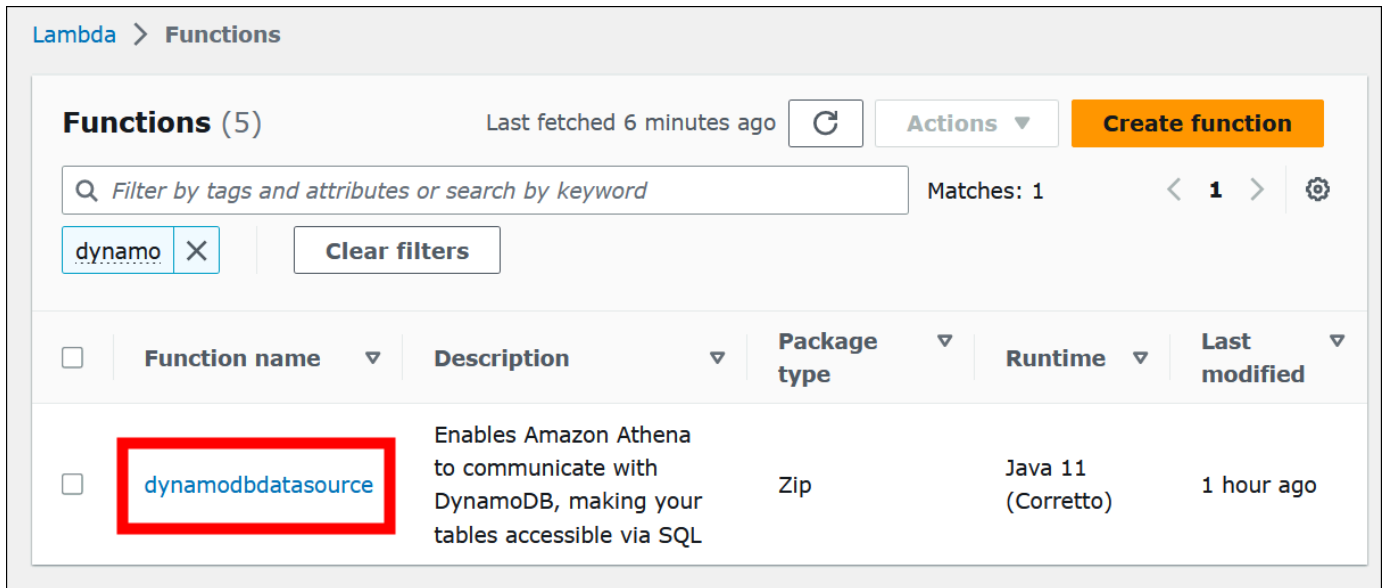 Lambda > Functions
Functions (5) Last fetched 6 minutes ago Actions Create function
Filter by tags and attributes or search by keyword Matches: 1 < 1 >
dynamo Clear filters
Function name Description Package type Runtime Last modified
dynamodbdatasource
Enables Amazon Athena
to communicate with
DynamoDB, making your
tables accessible via SQL
Zip
Java 11
(Corretto)
1 hour ago